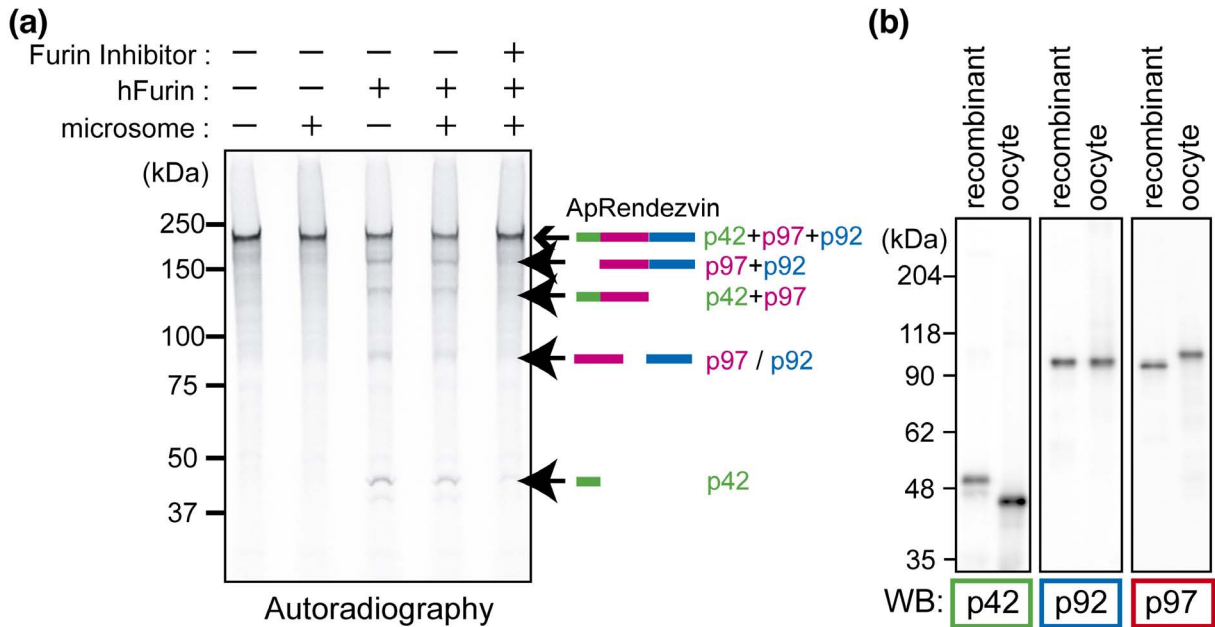 (a)
Furin Inhibitor : − − − − +
hFurin : − − + + +
microsome : − + − + +
(kDa)
250
150
100
75
50
37
ApRendezvin
p42+p97+p92
p97+p92
p42+p97
p97 / p92
p42
Autoradiography
(b)
recombinant
oocyte
recombinant
oocyte
recombinant
oocyte
(kDa)
204
118
90
62
48
35
WB: p42 p92 p97